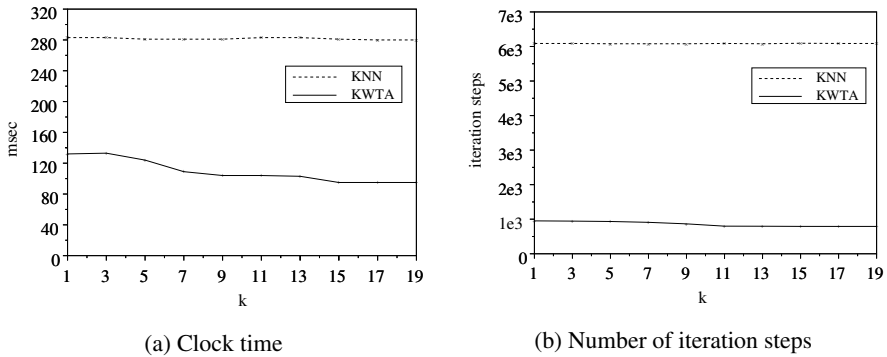 320
280
240
200
160
120
80
40
0
msec
KNN
KWTA
1 3 5 7 9 11 13 15 17 19
k
(a) Clock time
7e3
6e3
5e3
4e3
3e3
2e3
1e3
0
iteration steps
KNN
KWTA
1 3 5 7 9 11 13 15 17 19
k
(b) Number of iteration steps